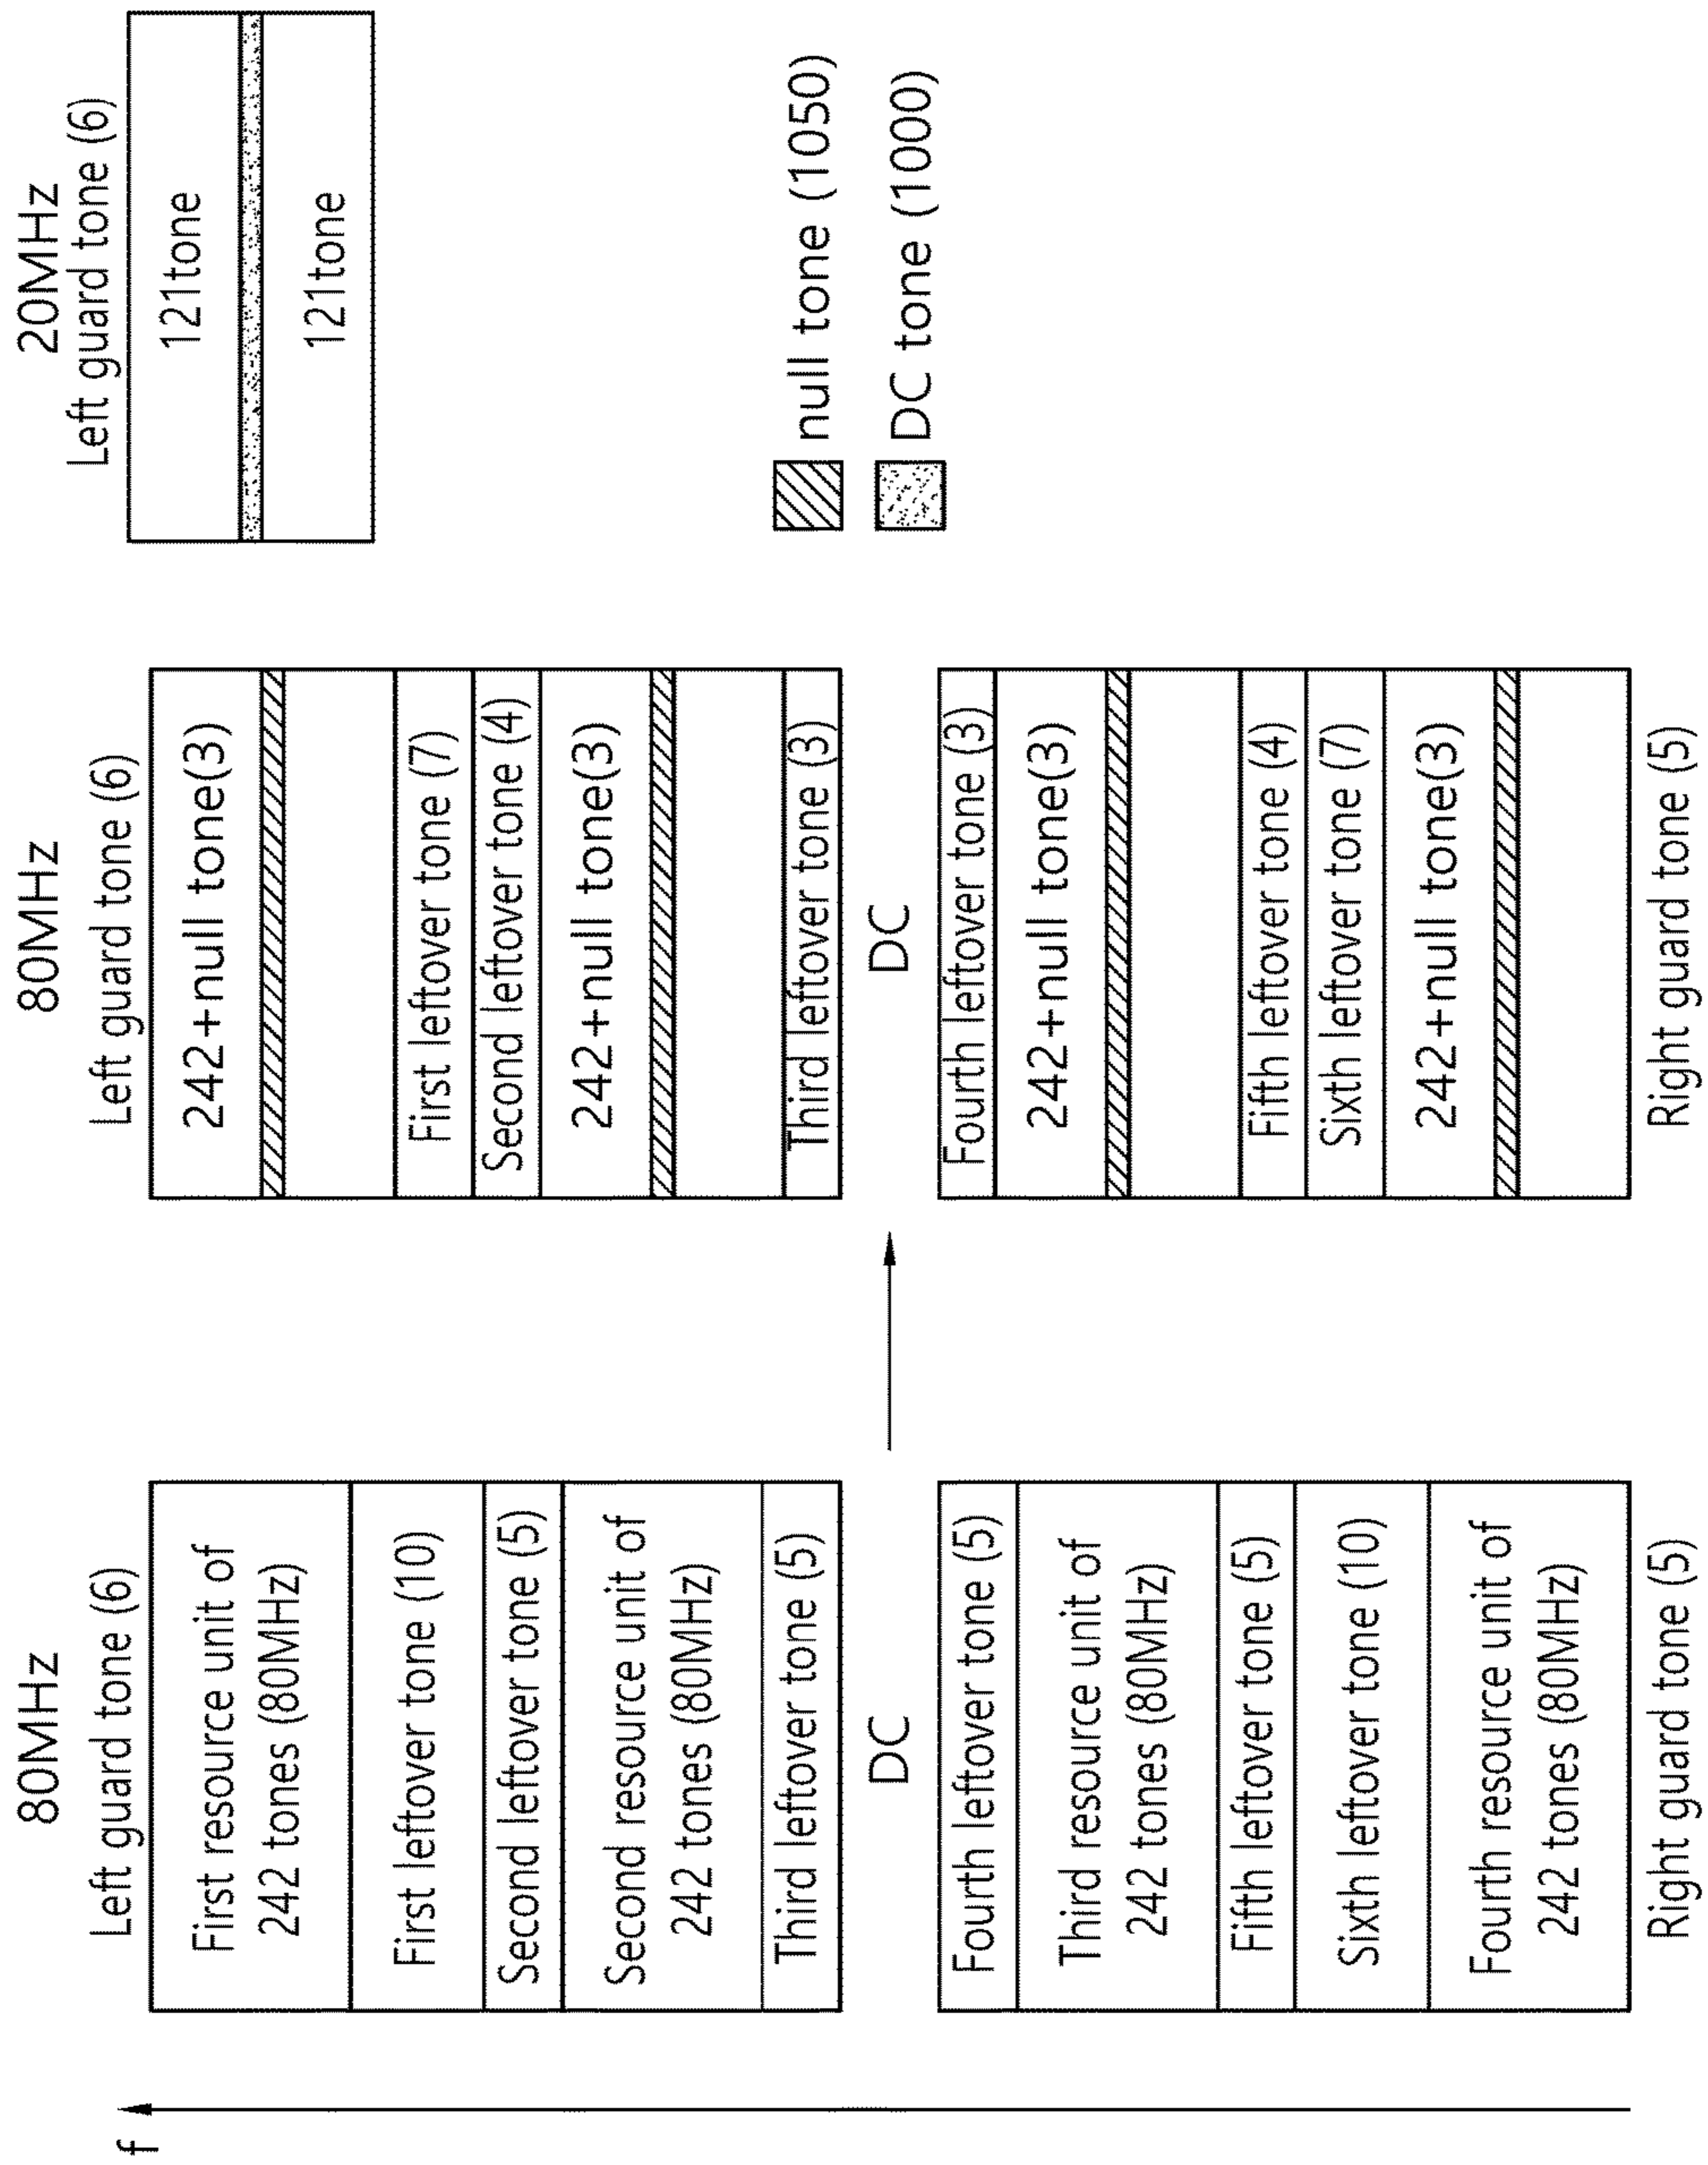 80MHz
Left guard tone (6)
First resource unit of
242 tones (80MHz)
First leftover tone (10)
Second leftover tone (5)
Second resource unit of
242 tones (80MHz)
Third leftover tone (5)
DC
Fourth leftover tone (5)
Third resource unit of
242 tones (80MHz)
Fifth leftover tone (5)
Sixth leftover tone (10)
Fourth resource unit of
242 tones (80MHz)
Right guard tone (5)
f
80MHz
Left guard tone (6)
242+null tone(3)
First leftover tone (7)
Second leftover tone (4)
242+null tone(3)
Third leftover tone (3)
DC
Fourth leftover tone (3)
242+null tone(3)
Fifth leftover tone (4)
Sixth leftover tone (7)
242+null tone(3)
Right guard tone (5)
20MHz
Left guard tone (6)
121tone
121tone
null tone (1050)
DC tone (1000)